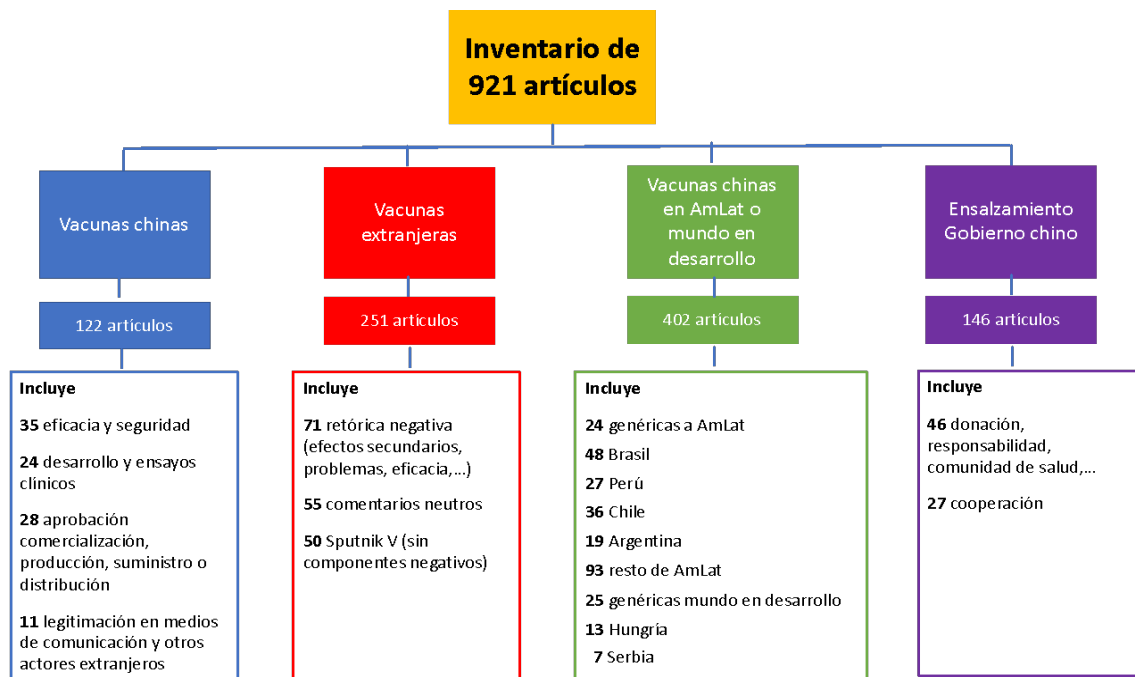 Inventario de
921 artículos
Vacunas chinas
122 artículos
Incluye
35 eficacia y seguridad
24 desarrollo y ensayos
clínicos
28 aprobación
comercialización,
producción, suministro o
distribución
11 legitimación en medios
de comunicación y otros
actores extranjeros
Vacunas
extranjeras
251 artículos
Incluye
71 retórica negativa
(efectos secundarios,
problemas, eficacia,...)
55 comentarios neutros
50 Sputnik V (sin
componentes negativos)
Vacunas chinas
en AmLat o
mundo en
desarrollo
402 artículos
Incluye
24 genéricas a AmLat
48 Brasil
27 Perú
36 Chile
19 Argentina
93 resto de AmLat
25 genéricas mundo en desarrollo
13 Hungría
7 Serbia
Ensalzamiento
Gobierno chino
146 artículos
Incluye
46 donación,
responsabilidad,
comunidad de salud,...
27 cooperación